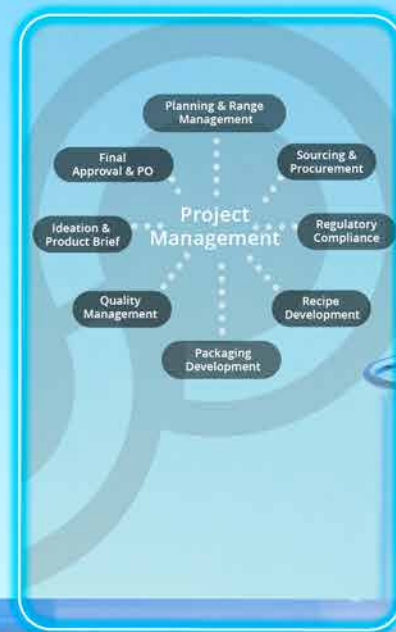 Planning & Range
Management
Final
Approval & PO
Sourcing &
Procurement
Project
Management
Ideation &
Product Brief
Regulatory
Compliance
Quality
Management
Recipe
Development
Packaging
Development